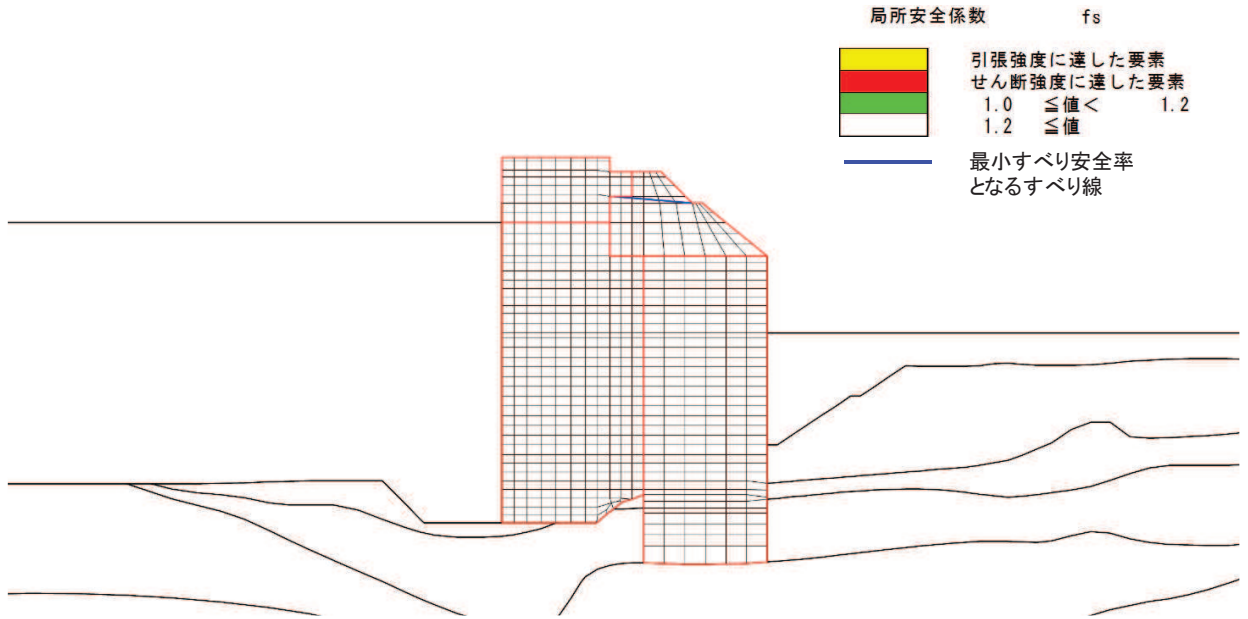 局所安全係数 fs
引張強度に達した要素
せん断強度に達した要素
1.0 ≦値< 1.2
1.2 ≦値
最小すべり安全率
となるすべり線